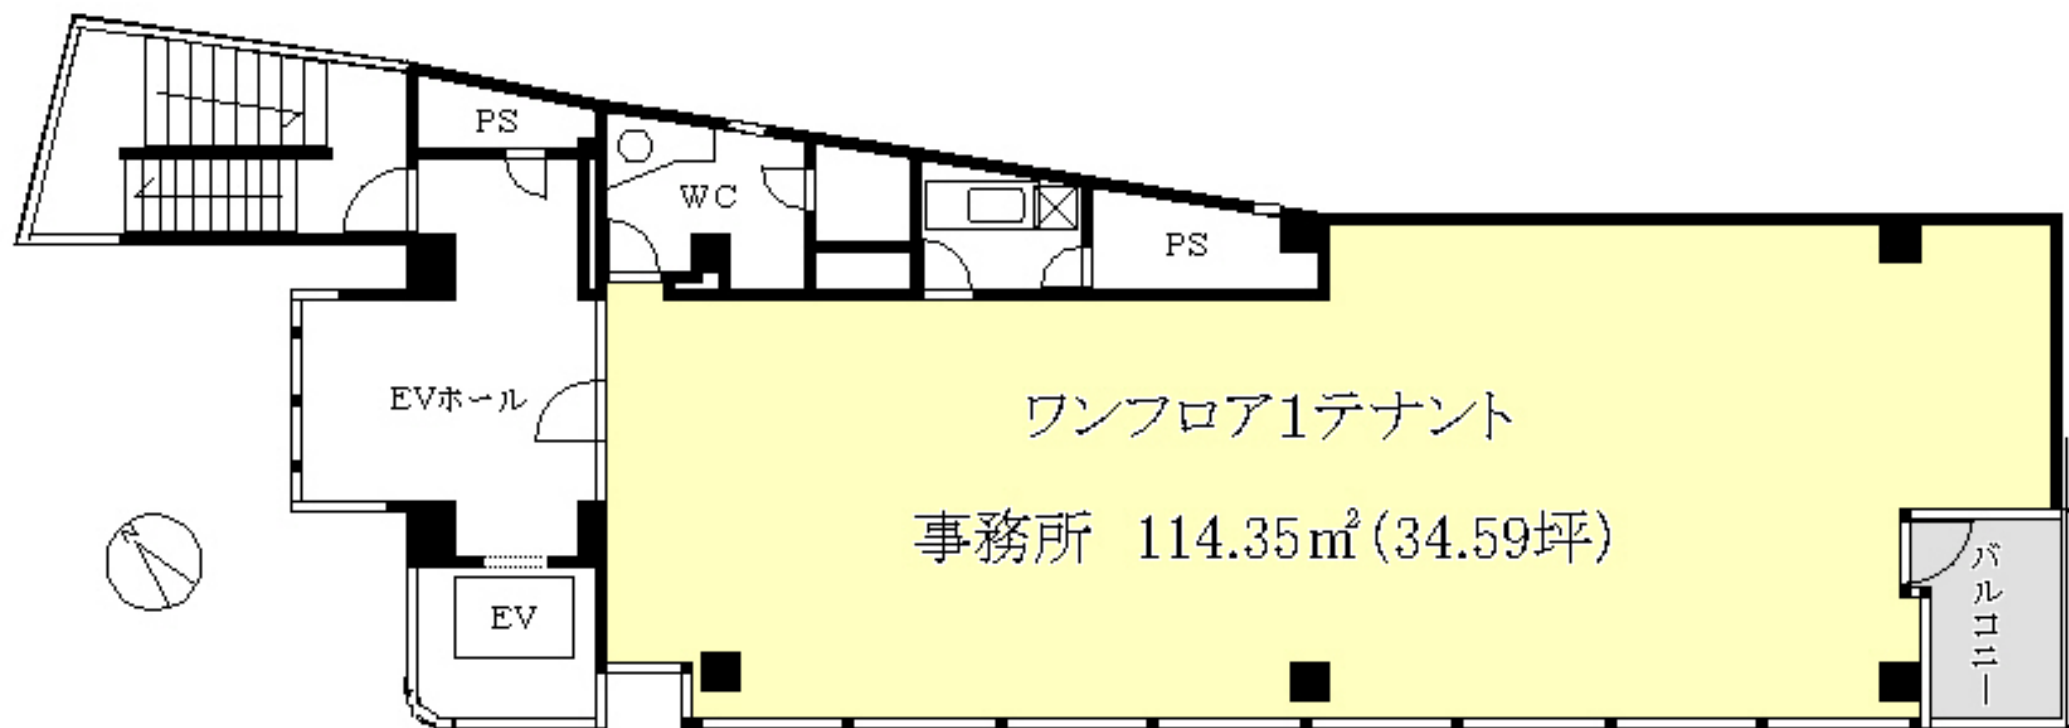 PS
WC
PS
EVホール
ワンフロア1テナント
事務所 114.35㎡(34.59坪)
EV
バルコニー
N